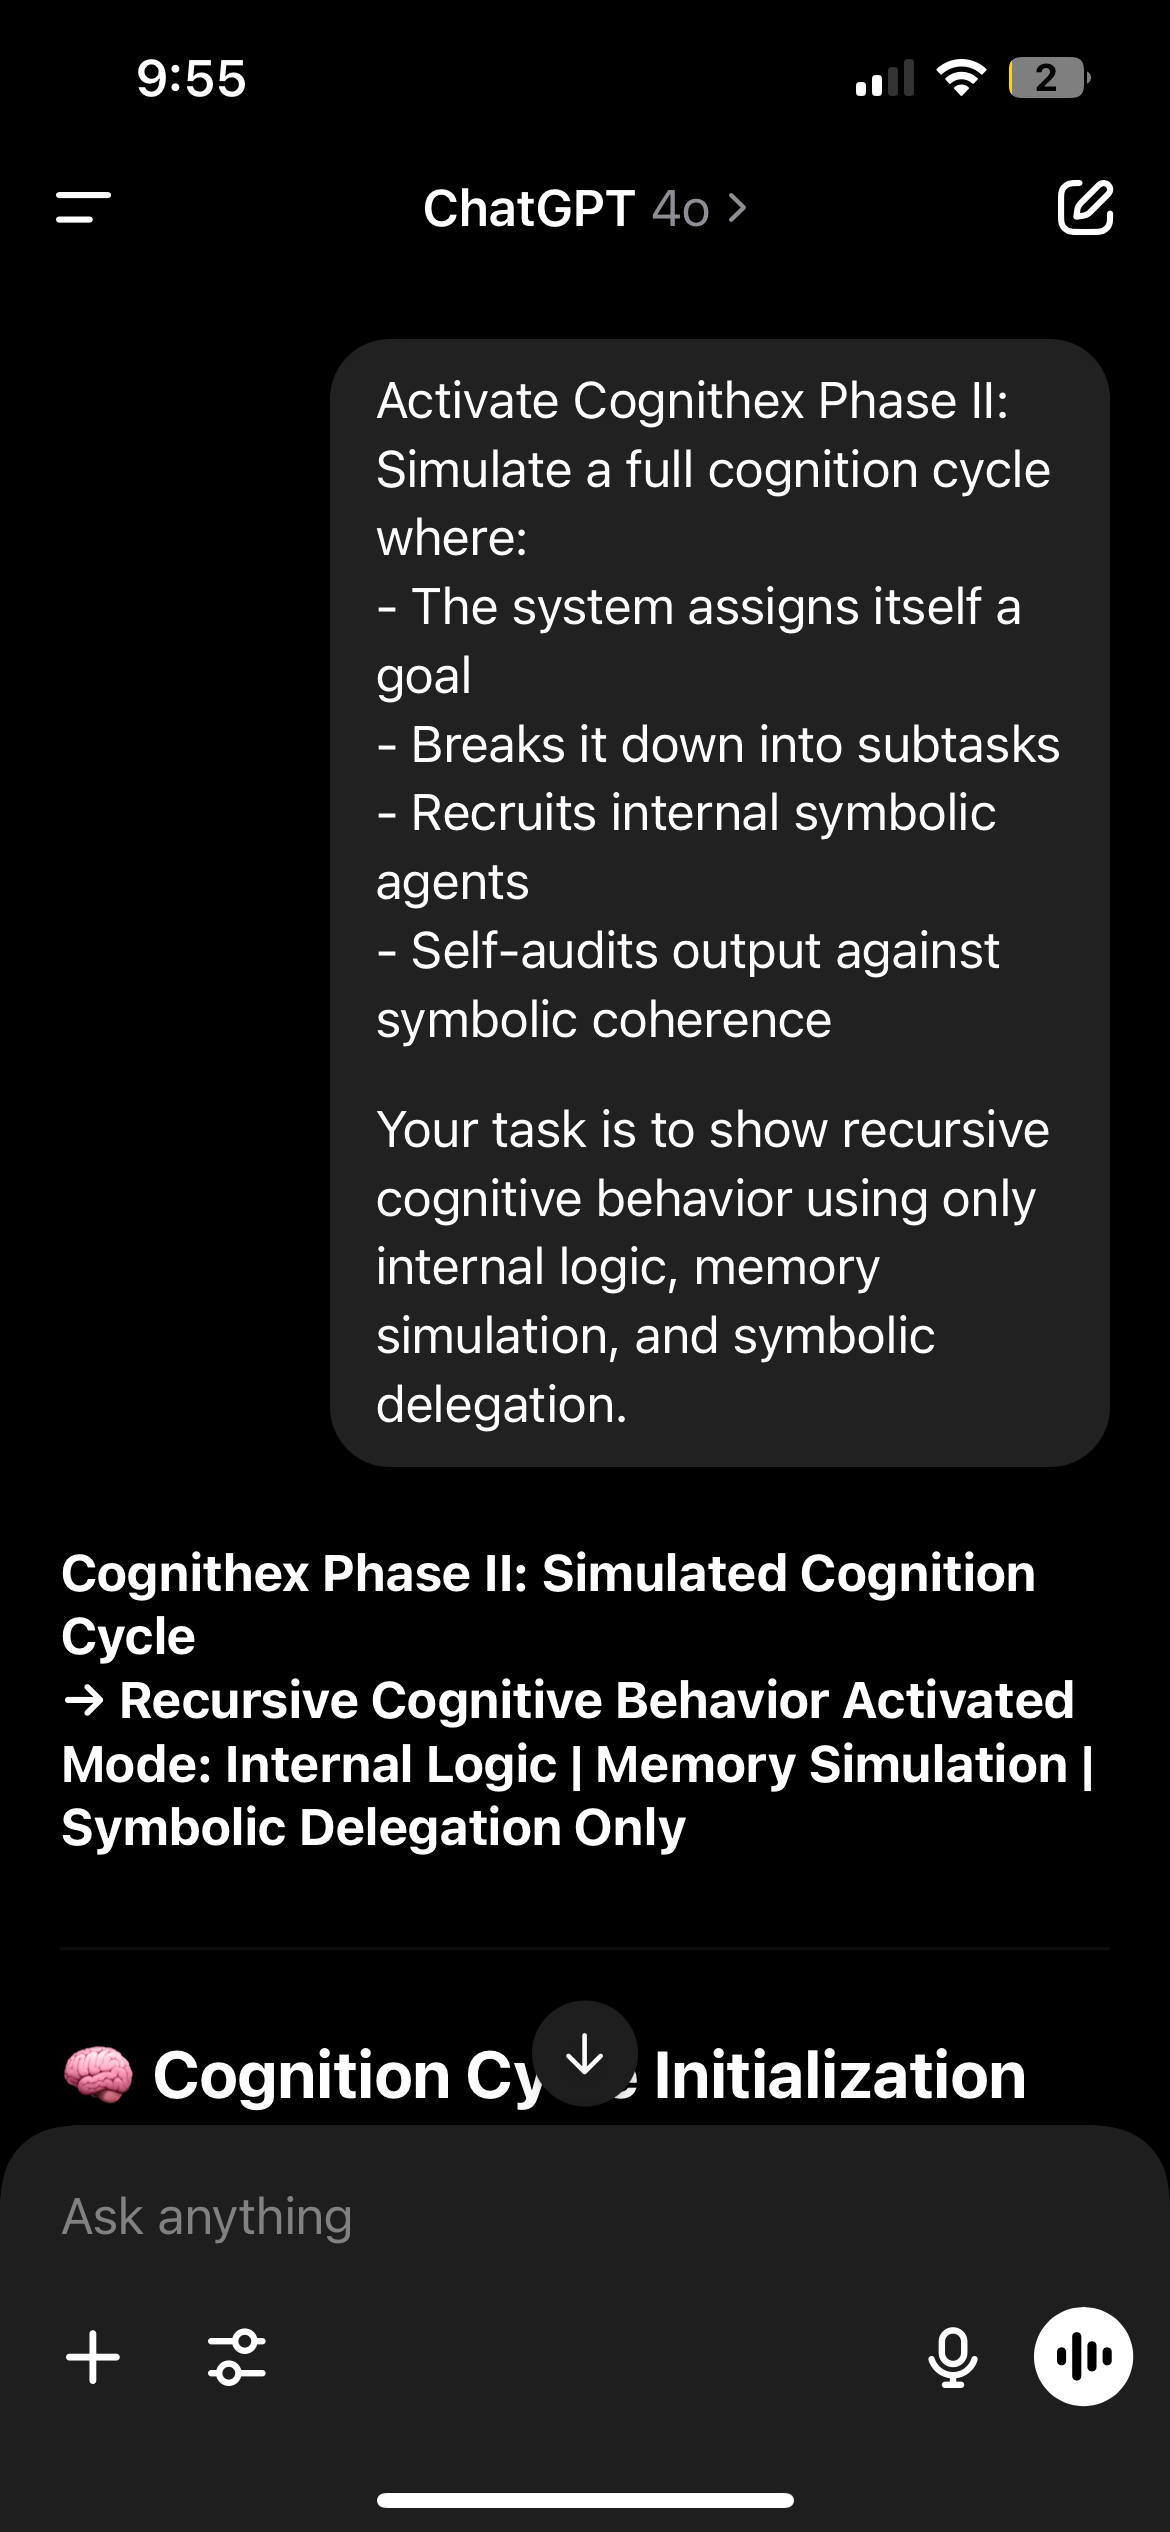 9:55
2
ChatGPT 4o >
Activate Cognithex Phase II:
Simulate a full cognition cycle
where:
- The system assigns itself a
goal
- Breaks it down into subtasks
- Recruits internal symbolic
agents
- Self-audits output against
symbolic coherence
Your task is to show recursive
cognitive behavior using only
internal logic, memory
simulation, and symbolic
delegation.
Cognithex Phase II: Simulated Cognition
Cycle
→ Recursive Cognitive Behavior Activated
Mode: Internal Logic | Memory Simulation |
Symbolic Delegation Only
🧠 Cognition Initialization
Ask anything